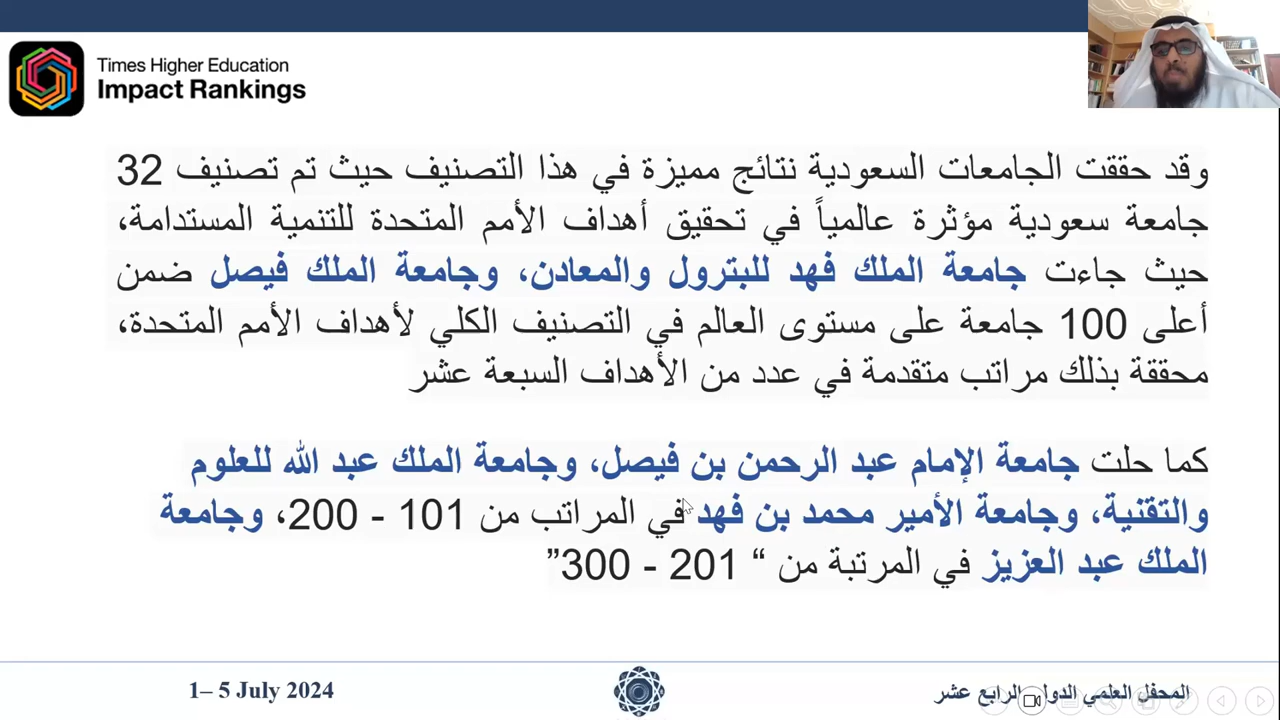 Times Higher Education
Impact Rankings
وقد حققت الجامعات السعودية نتائج مميزة في هذا التصنيف حيث تم تصنيف 32
جامعة سعودية مؤثرة عالمياً في تحقيق أهداف الأمم المتحدة للتنمية المستدامة،
حيث جاءت جامعة الملك فهد للبترول والمعادن، وجامعة الملك فيصل ضمن
أعلى 100 جامعة على مستوى العالم في التصنيف الكلي لأهداف الأمم المتحدة،
محققة بذلك مراتب متقدمة في عدد من الأهداف السبعة عشر
كما حلت جامعة الإمام عبد الرحمن بن فيصل، وجامعة الملك عبد الله للعلوم
والتقنية، وجامعة الأمير محمد بن فهد في المراتب من 101 - 200، وجامعة
الملك عبد العزيز في المرتبة من “ 201 - 300”
1– 5 July 2024
المحفل العلمي الدولي الرابع عشر